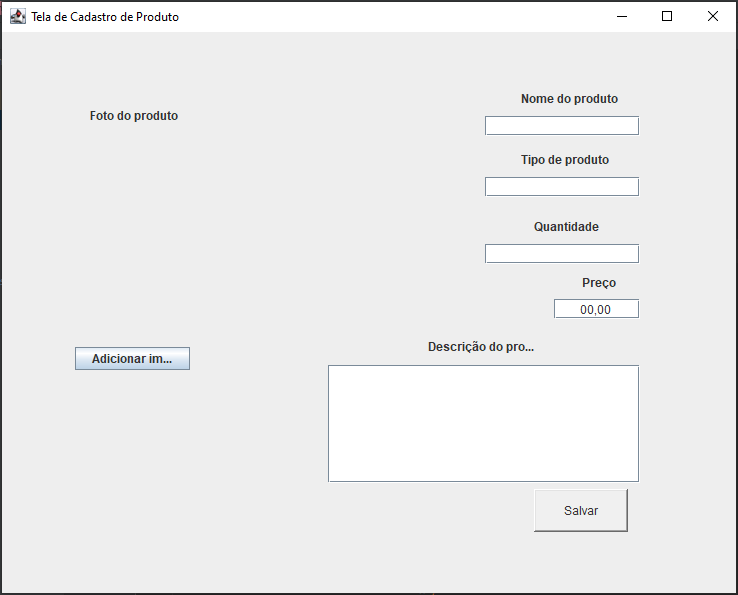 Tela de Cadastro de Produto
Nome do produto
Foto do produto
Tipo de produto
Quantidade
Preço
00,00
Descrição do pro...
Adicionar im...
Salvar